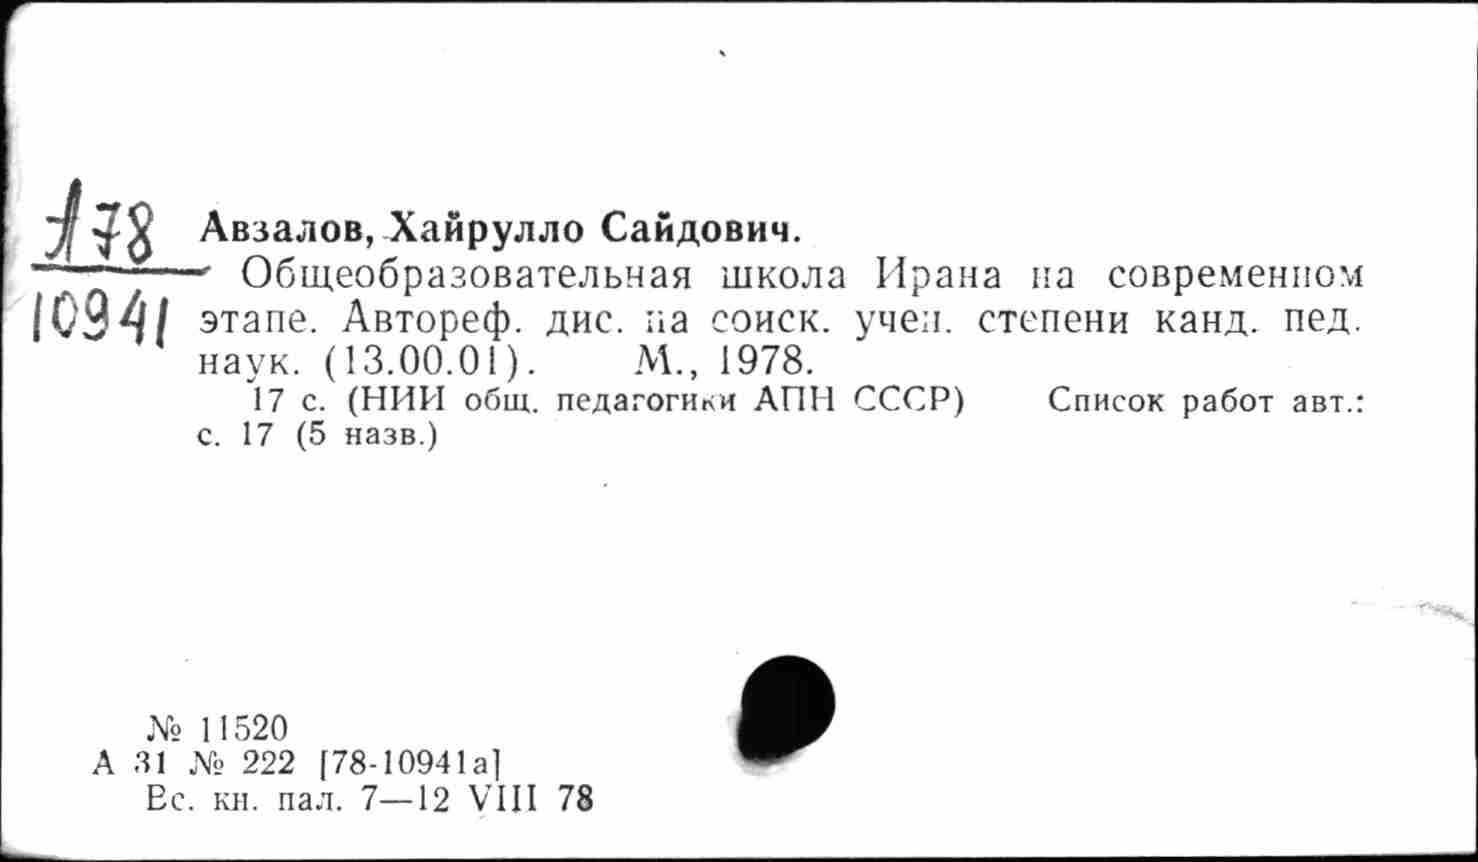 Л78
10941
Авзалов, Хайрулло Сайдович.
Общеобразовательная школа Ирана на современном
этапе. Автореф. дис. на соиск. учен. степени канд. пед.
наук. (13.00.01). М., 1978.
17 с. (НИИ общ. педагогики АПН СССР) Список работ авт.:
с. 17 (5 назв.)
№ 11520
А 31 № 222 [78-10941а]
Вс. кн. пал. 7—12 VIII 78